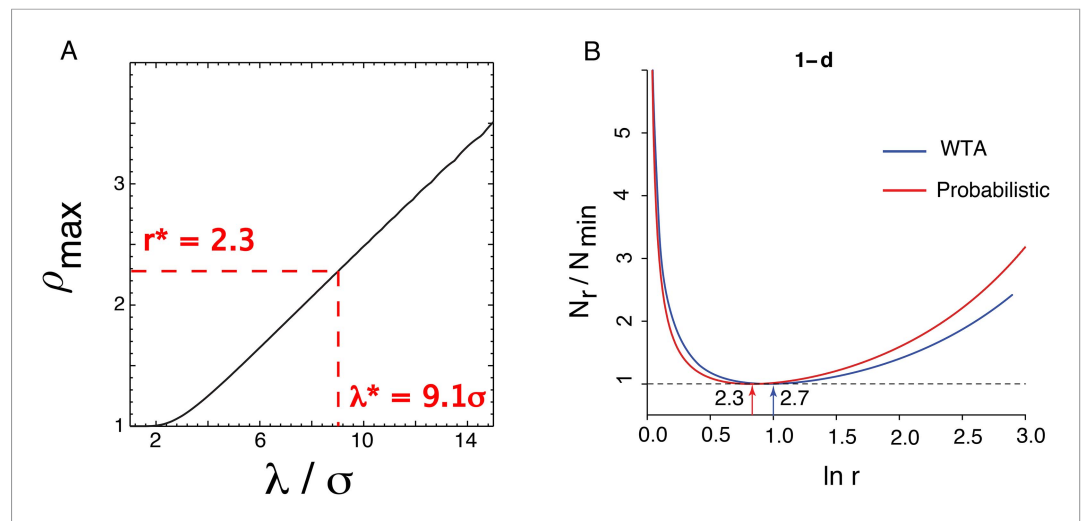 A
3
2
1
2
6
10
14
ρmax
λ / σ
r* = 2.3
λ* = 9.1σ
B
1-d
5
4
3
2
1
0.0
0.5
1.0
1.5
2.0
2.5
3.0
Nr / Nmin
ln r
WTA
Probabilistic
2.3
2.7